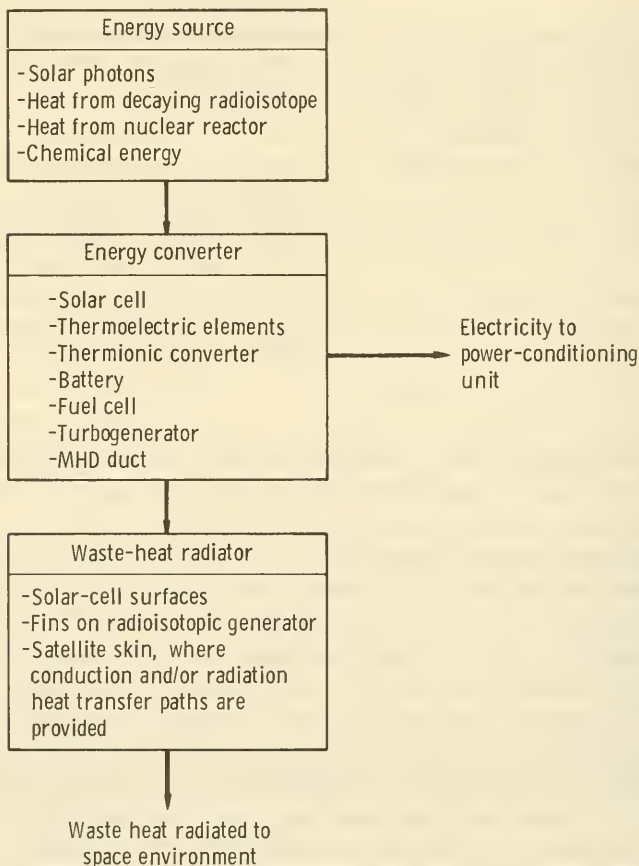 Energy source
-Solar photons
-Heat from decaying radioisotope
-Heat from nuclear reactor
-Chemical energy
Energy converter
-Solar cell
-Thermoelectric elements
-Thermionic converter
-Battery
-Fuel cell
-Turbogenerator
-MHD duct
Electricity to
power-conditioning
unit
Waste-heat radiator
-Solar-cell surfaces
-Fins on radioisotopic generator
-Satellite skin, where
conduction and/or radiation
heat transfer paths are
provided
Waste heat radiated to
space environment